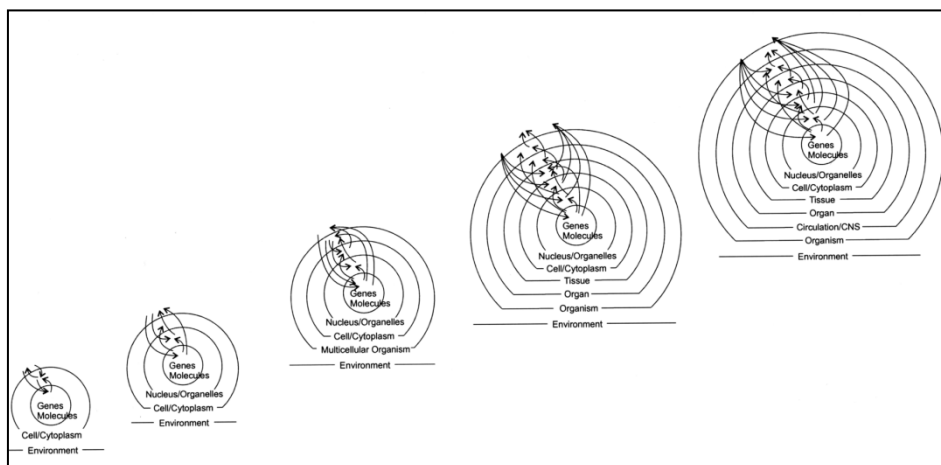 Genes
Molecules
Cell/Cytoplasm
Environment
Genes
Molecules
Nucleus/Organelles
Cell/Cytoplasm
Environment
Genes
Molecules
Nucleus/Organelles
Cell/Cytoplasm
Multicellular Organism
Environment
Genes
Molecules
Nucleus/Organelles
Cell/Cytoplasm
Tissue
Organ
Organism
Environment
Genes
Molecules
Nucleus/Organelles
Cell/Cytoplasm
Tissue
Organ
Circulation/CNS
Organism
Environment